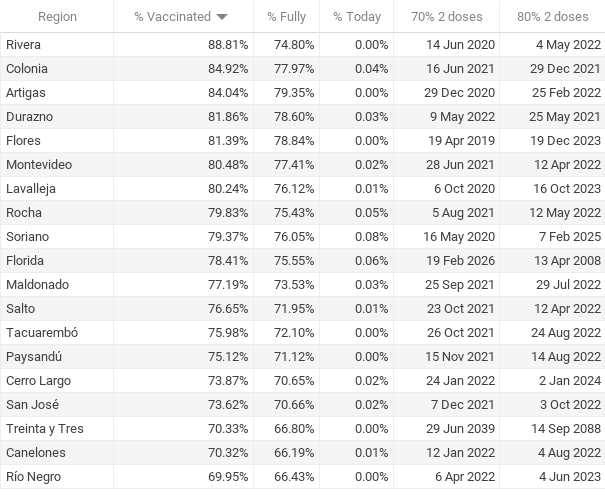 Region % Vaccinated % Fully % Today 70% 2 doses 80% 2 doses
Rivera 88.81% 74.80% 0.00% 14 Jun 2020 4 May 2022
Colonia 84.92% 77.97% 0.04% 16 Jun 2021 29 Dec 2021
Artigas 84.04% 79.35% 0.00% 29 Dec 2020 25 Feb 2022
Durazno 81.86% 78.60% 0.03% 9 May 2022 25 May 2021
Flores 81.39% 78.84% 0.00% 19 Apr 2019 19 Dec 2023
Montevideo 80.48% 77.41% 0.02% 28 Jun 2021 12 Apr 2022
Lavalleja 80.24% 76.12% 0.01% 6 Oct 2020 16 Oct 2023
Rocha 79.83% 75.43% 0.05% 5 Aug 2021 12 May 2022
Soriano 79.37% 76.05% 0.08% 16 May 2020 7 Feb 2025
Florida 78.41% 75.55% 0.06% 19 Feb 2026 13 Apr 2008
Maldonado 77.19% 73.53% 0.03% 25 Sep 2021 29 Jul 2022
Salto 76.65% 71.95% 0.01% 23 Oct 2021 12 Apr 2022
Tacuarembó 75.98% 72.10% 0.00% 26 Oct 2021 24 Aug 2022
Paysandú 75.12% 71.12% 0.00% 15 Nov 2021 14 Aug 2022
Cerro Largo 73.87% 70.65% 0.02% 24 Jan 2022 2 Jan 2024
San José 73.62% 70.66% 0.02% 7 Dec 2021 3 Oct 2022
Treinta y Tres 70.33% 66.80% 0.00% 29 Jun 2039 14 Sep 2088
Canelones 70.32% 66.19% 0.01% 12 Jan 2022 4 Aug 2022
Río Negro 69.95% 66.43% 0.00% 6 Apr 2022 4 Jun 2023